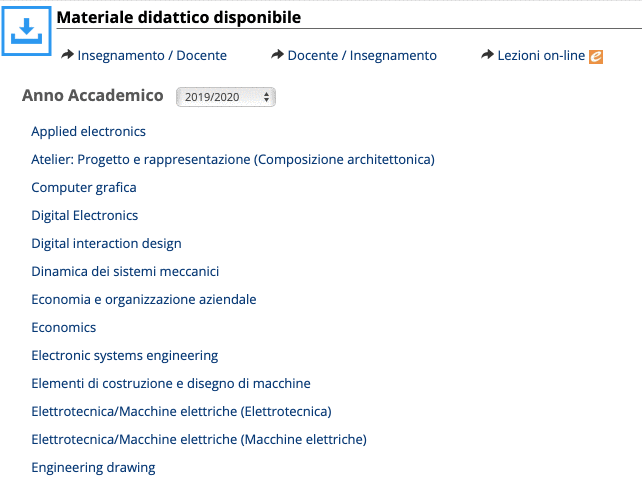 Materiale didattico disponibile
Insegnamento / Docente Docente / Insegnamento Lezioni on-line e
Anno Accademico 2019/2020
Applied electronics
Atelier: Progetto e rappresentazione (Composizione architettonica)
Computer grafica
Digital Electronics
Digital interaction design
Dinamica dei sistemi meccanici
Economia e organizzazione aziendale
Economics
Electronic systems engineering
Elementi di costruzione e disegno di macchine
Elettrotecnica/Macchine elettriche (Elettrotecnica)
Elettrotecnica/Macchine elettriche (Macchine elettriche)
Engineering drawing